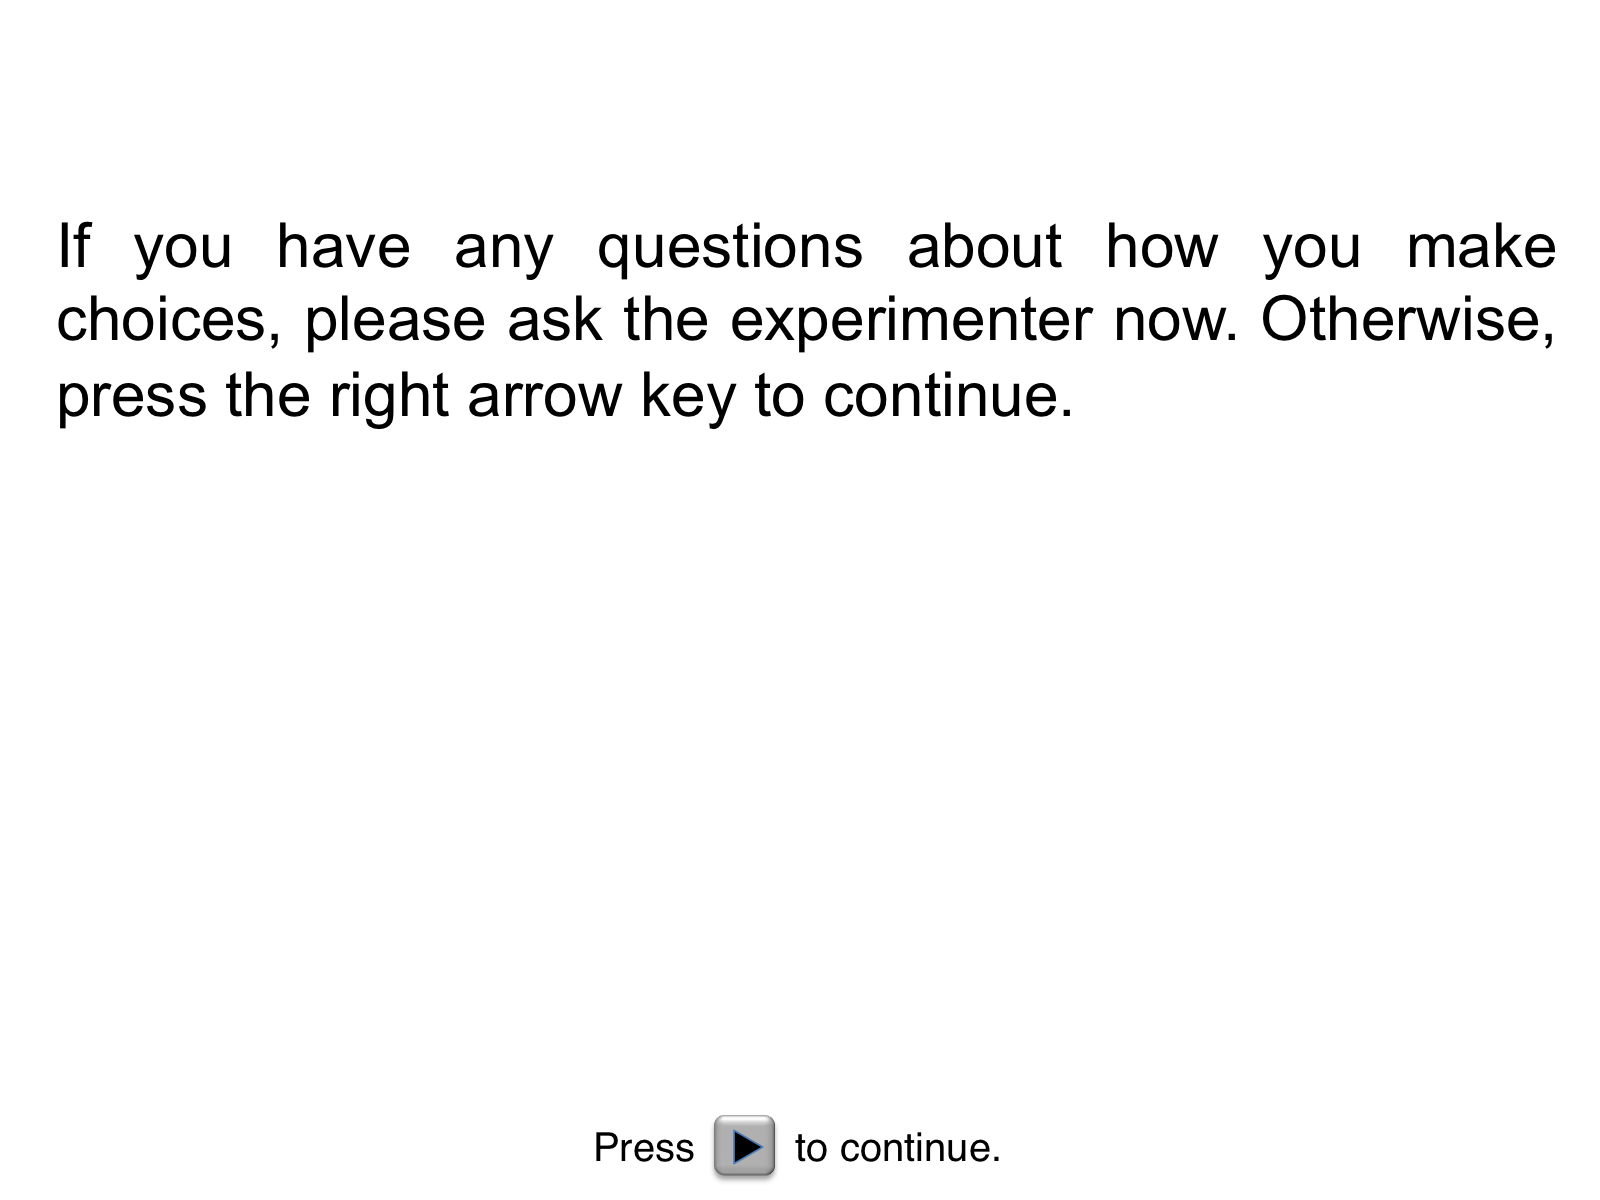 If you have any questions about how you make
choices, please ask the experimenter now. Otherwise,
press the right arrow key to continue.
Press to continue.